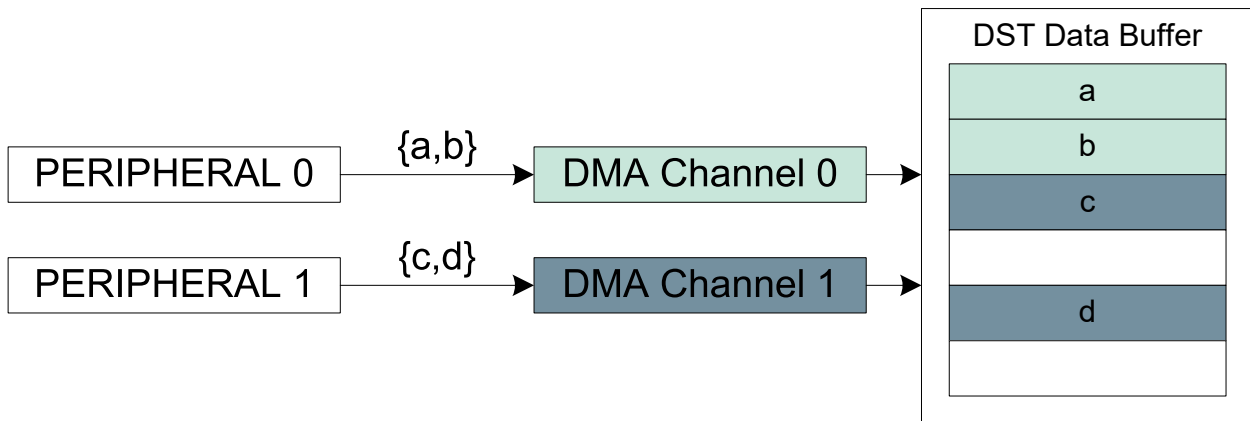 DST Data Buffer
a
b
c
d
{a,b}
PERIPHERAL 0
DMA Channel 0
{c,d}
PERIPHERAL 1
DMA Channel 1